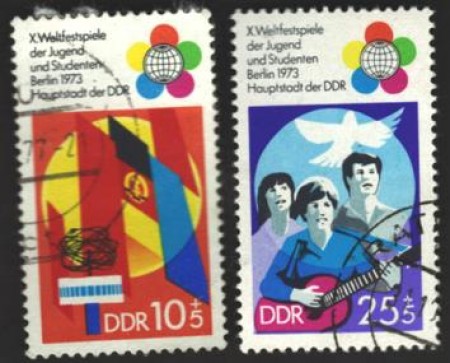 X.Weltfestspiele
der Jugend
und Studenten
Berlin 1973
Hauptstadt der DDR
DDR 10+5
X.Weltfestspiele
der Jugend
und Studenten
Berlin 1973
Hauptstadt der DDR
DDR 25+5